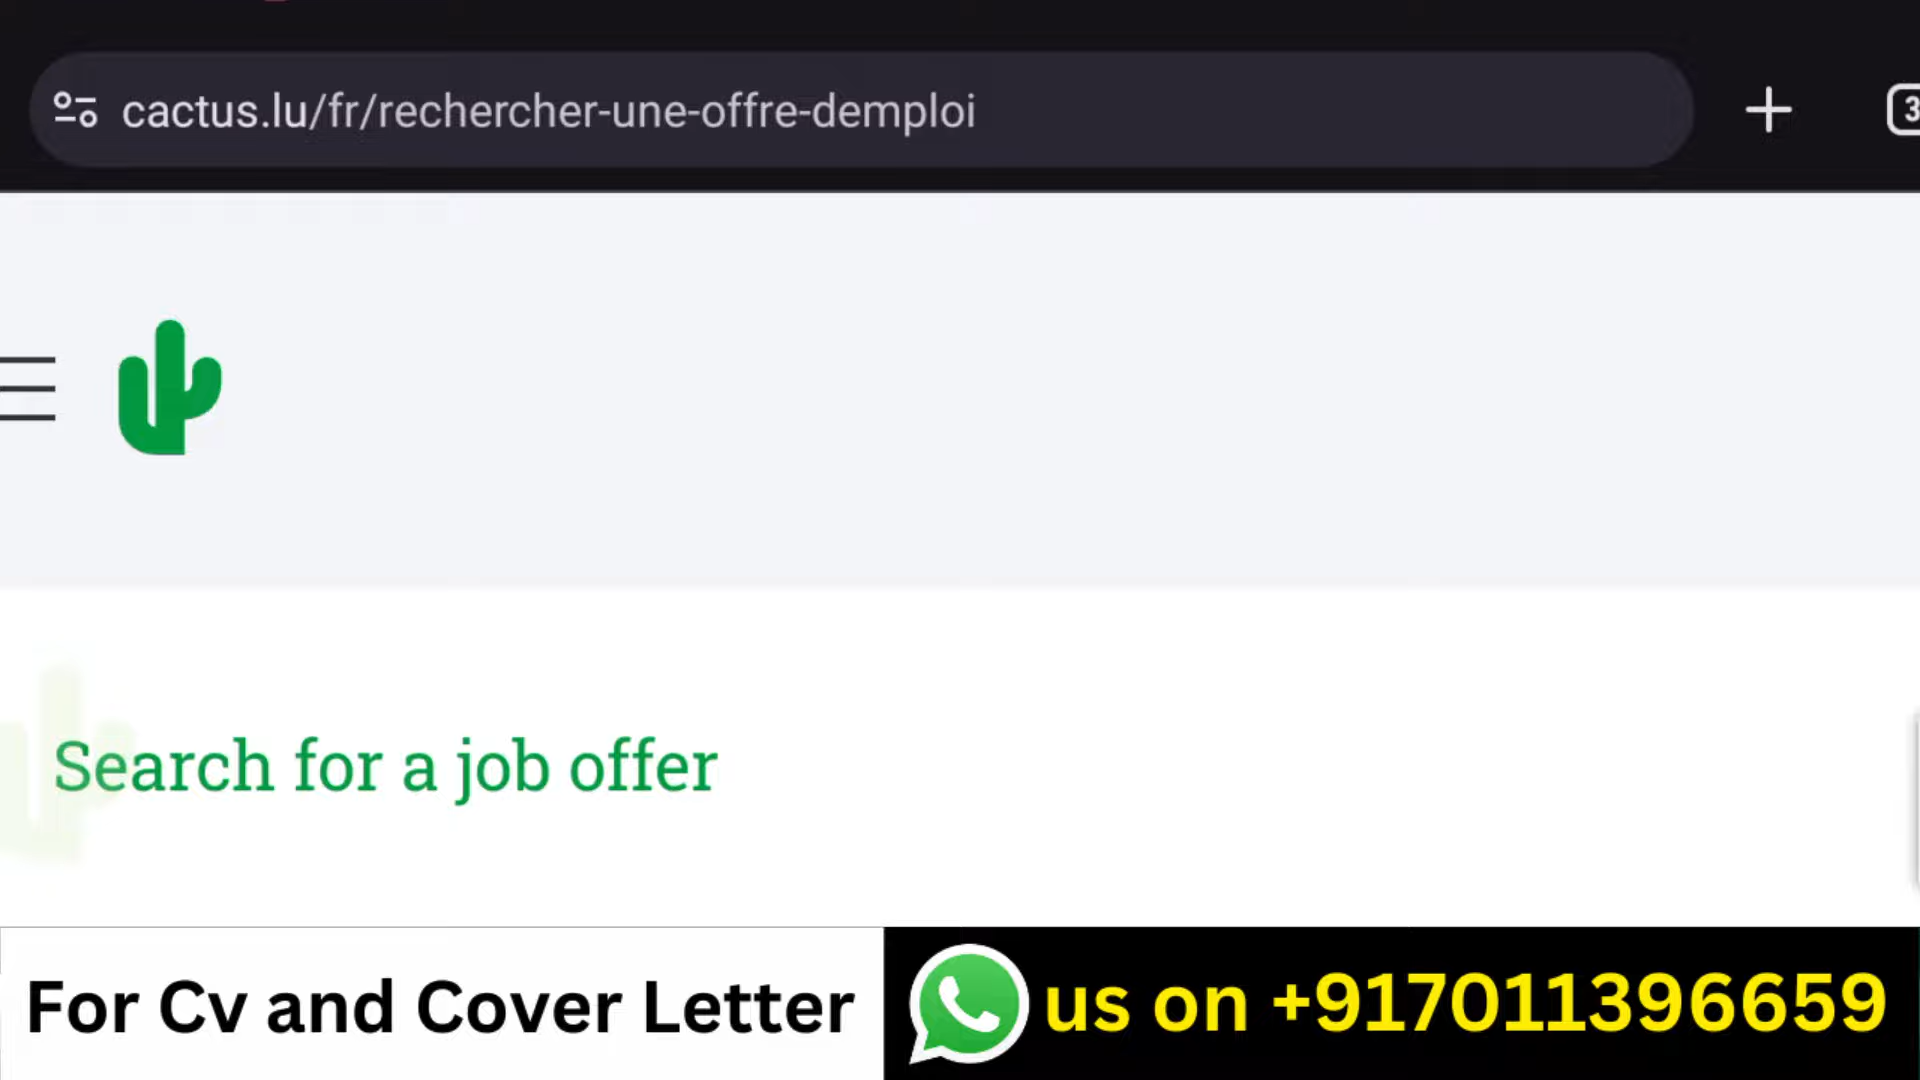 cactus.lu/fr/rechercher-une-offre-demploi
3
Search for a job offer
For Cv and Cover Letter
us on +917011396659